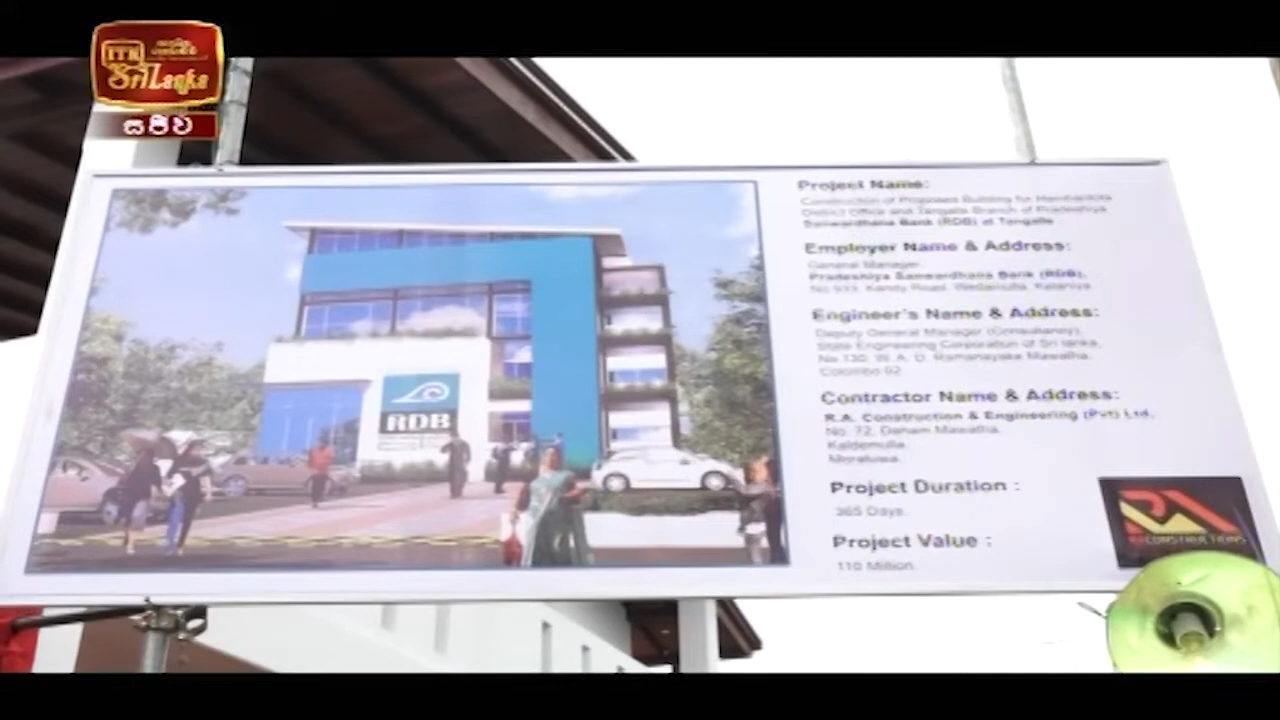 ITN
Sri Lanka
සජීව
Project Name:
Construction of Proposed Building for Hambantota
District Office and Tangalle Branch of Pradeshiya
Sanwardhana Bank (RDB) at Tangalle
Employer Name & Address:
General Manager
Pradeshiya Sanwardhana Bank (RDB),
No 933, Kandy Road, Wedamulla, Kelaniya
Engineer's Name & Address:
Deputy General Manager (Consultancy),
State Engineering Corporation of Sri lanka,
No 130, W. A. D. Ramanayaka Mawatha,
Colombo 02
Contractor Name & Address:
R.A. Construction & Engineering (Pvt) Ltd.
No. 72, Daham Mawatha,
Kaldemulla
Moratuwa.
Project Duration :
365 Days.
Project Value :
110 Million.
RDB
RA
CONSTRUCTIONS